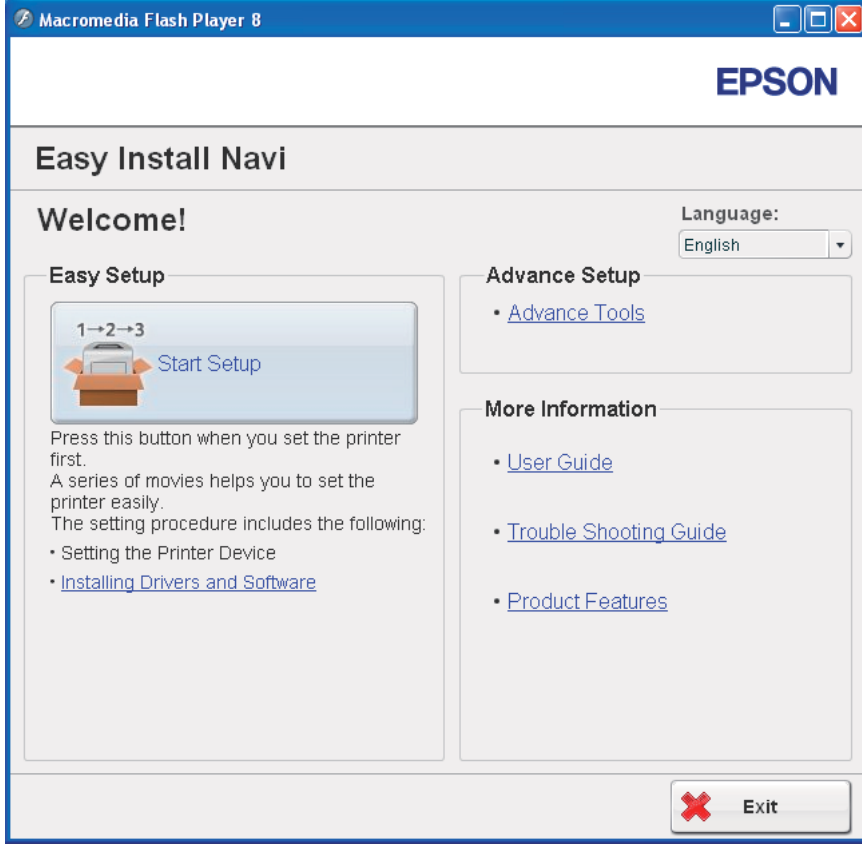 Macromedia Flash Player 8
EPSON
Easy Install Navi
Welcome!
Language:
English
Easy Setup
1→2→3
Start Setup
Press this button when you set the printer
first.
A series of movies helps you to set the
printer easily.
The setting procedure includes the following:
• Setting the Printer Device
• Installing Drivers and Software
Advance Setup
• Advance Tools
More Information
• User Guide
• Trouble Shooting Guide
• Product Features
Exit